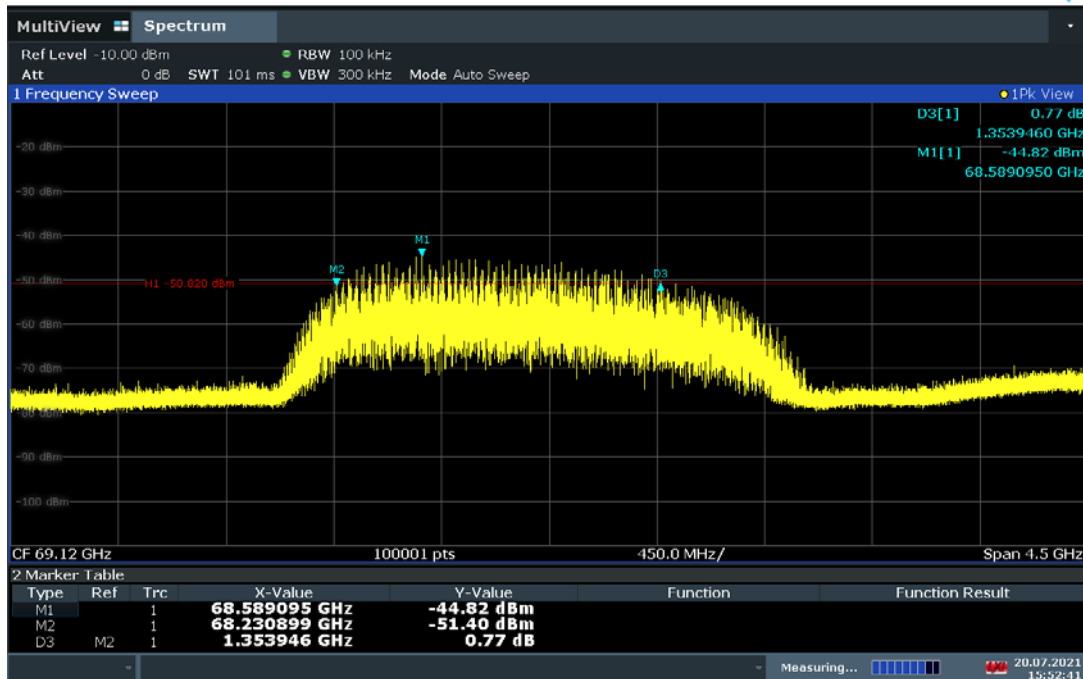 MultiView Spectrum
Ref Level -10.00 dBm RBW 100 kHz
Att 0 dB SWT 101 ms VBW 300 kHz Mode Auto Sweep
1 Frequency Sweep 1Pk View
D3[1] 0.77 dB
1.3539460 GHz
-20 dBm
M1[1] -44.82 dBm
68.5890950 GHz
-30 dBm
-40 dBm
M1
M2
D3
-50 dBm
H1 -50.820 dBm
-60 dBm
-70 dBm
-80 dBm
-90 dBm
-100 dBm
CF 69.12 GHz 100001 pts 450.0 MHz/ Span 4.5 GHz
2 Marker Table
Type Ref Trc X-Value Y-Value Function Function Result
M1 1 68.589095 GHz -44.82 dBm
M2 1 68.230899 GHz -51.40 dBm
D3 M2 1 1.353946 GHz 0.77 dB
Measuring... 20.07.2021
15:52:41